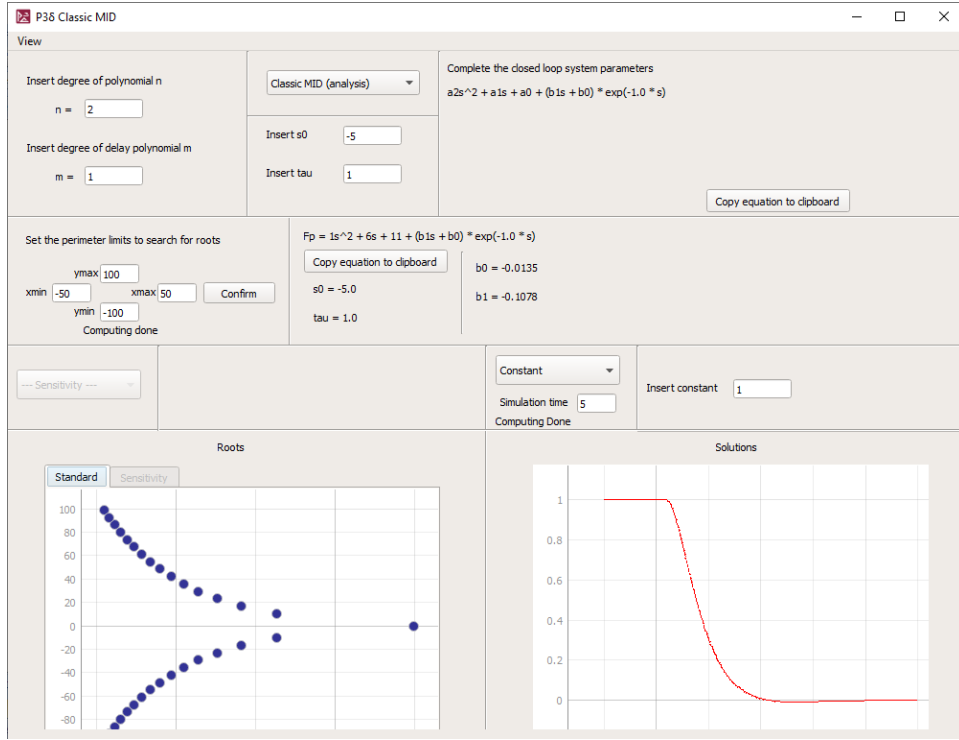 P3δ Classic MID
View
Insert degree of polynomial n
n = 2
Insert degree of delay polynomial m
m = 1
Classic MID (analysis)
Insert s0 -5
Insert tau 1
Complete the closed loop system parameters
a2s^2 + a1s + a0 + (b1s + b0) * exp(-1.0 * s)
Copy equation to clipboard
Set the perimeter limits to search for roots
ymax 100
xmin -50 xmax 50 Confirm
ymin -100
Computing done
Fp = 1s^2 + 6s + 11 + (b1s + b0) * exp(-1.0 * s)
Copy equation to clipboard
s0 = -5.0
tau = 1.0
b0 = -0.0135
b1 = -0.1078
--- Sensitivity ---
Constant
Simulation time 5
Computing Done
Insert constant 1
Roots
Standard Sensitivity
100
80
60
40
20
0
-20
-40
-60
-80
Solutions
1
0.8
0.6
0.4
0.2
0